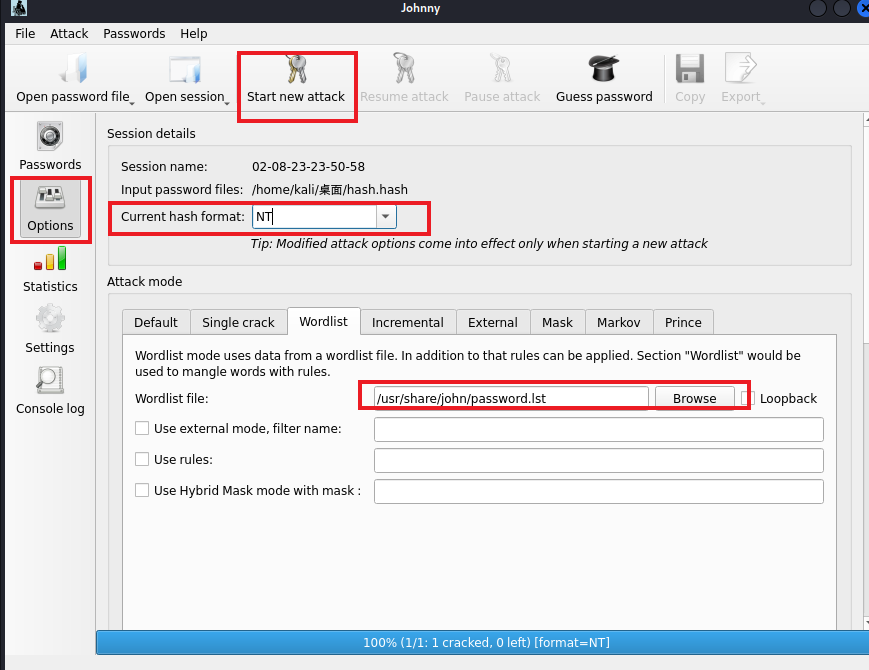 Johnny
File Attack Passwords Help
Open password file Open session Start new attack Resume attack Pause attack Guess password Copy Export
Passwords
Options
Statistics
Settings
Console log
Session details
Session name: 02-08-23-23-50-58
Input password files: /home/kali/桌面/hash.hash
Current hash format: NT
Tip: Modified attack options come into effect only when starting a new attack
Attack mode
Default Single crack Wordlist Incremental External Mask Markov Prince
Wordlist mode uses data from a wordlist file. In addition to that rules can be applied. Section "Wordlist" would be
used to mangle words with rules.
Wordlist file: /usr/share/john/password.lst Browse Loopback
Use external mode, filter name:
Use rules:
Use Hybrid Mask mode with mask :
100% (1/1: 1 cracked, 0 left) [format=NT]